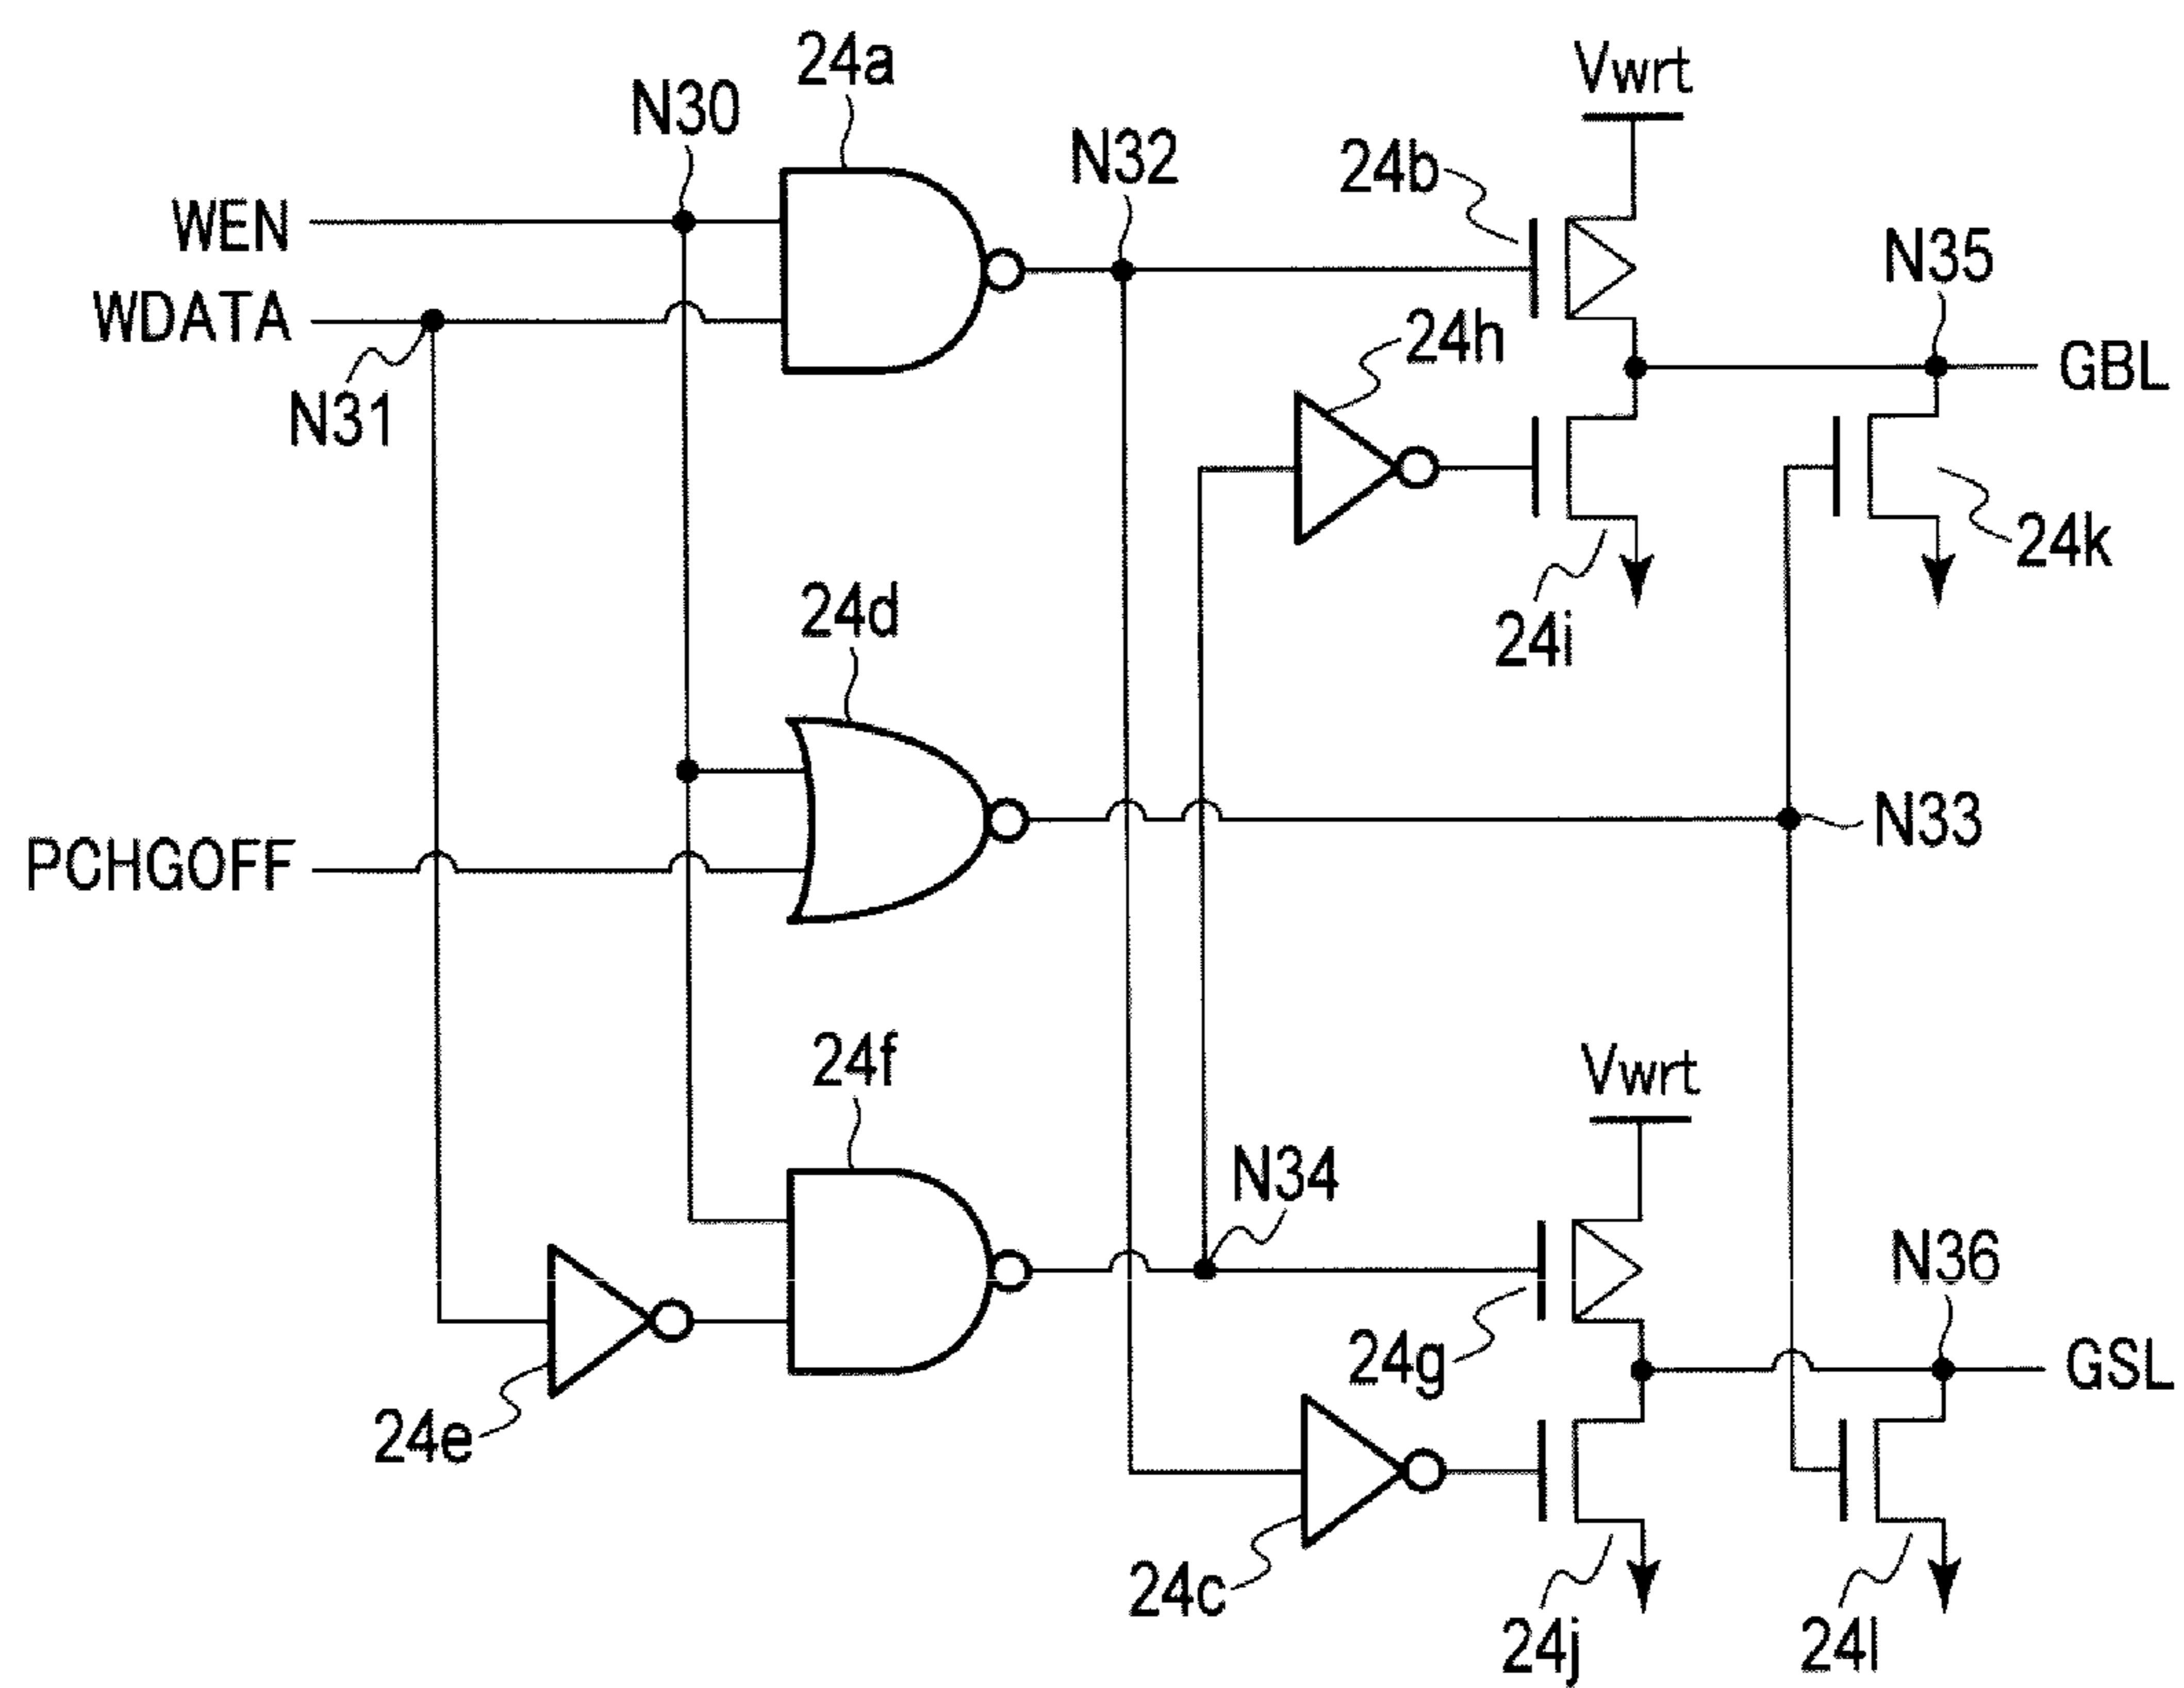 24a
Vwrt
N30
N32
24b
WEN
N35
WDATA
24h
GBL
N31
24k
24d
24i
PCHGOFF
N33
24f
Vwrt
N34
N36
24g
GSL
24e
24c
24j
24l